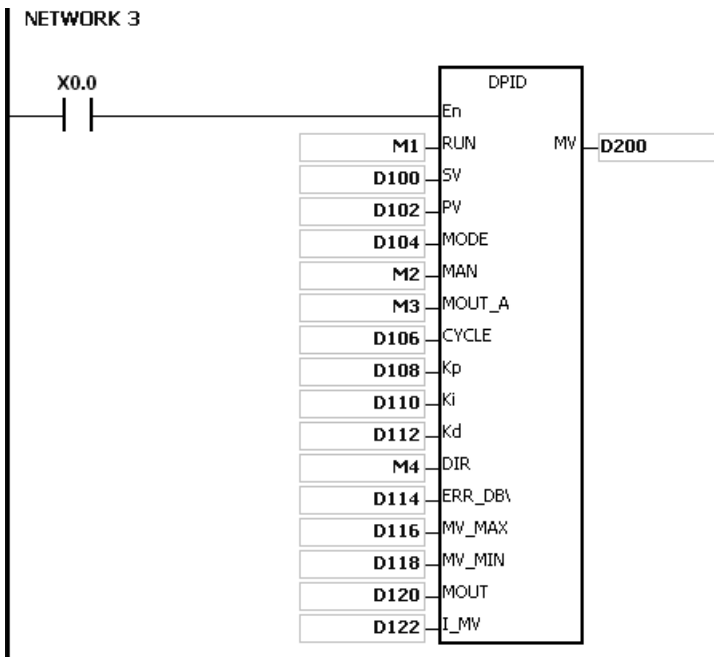 NETWORK 3
X0.0
DPID
En
M1 RUN MV D200
D100 SV
D102 PV
D104 MODE
M2 MAN
M3 MOUT_A
D106 CYCLE
D108 Kp
D110 Ki
D112 Kd
M4 DIR
D114 ERR_DB\
D116 MV_MAX
D118 MV_MIN
D120 MOUT
D122 I_MV